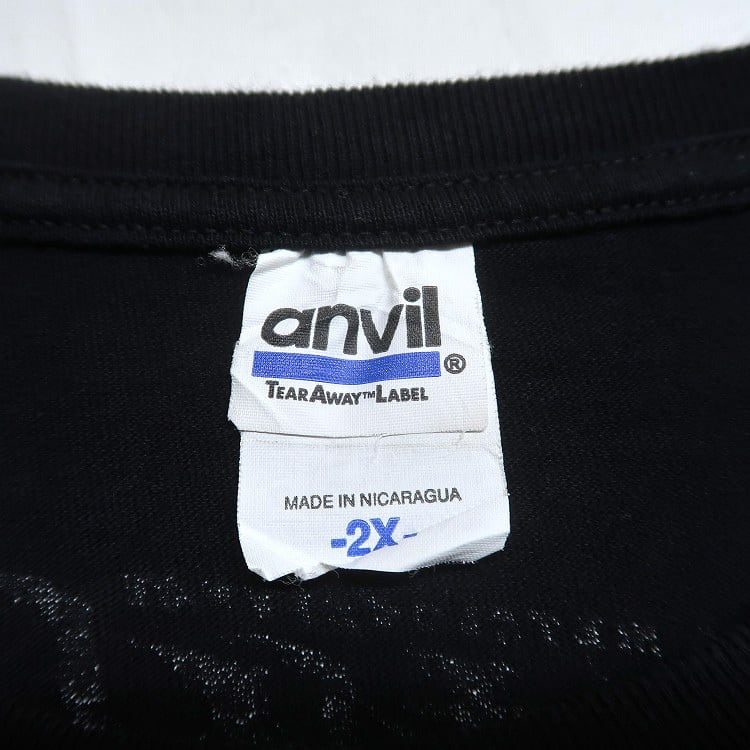 anvil
®
TEARAWAY™LABEL
MADE IN NICARAGUA
-2X-